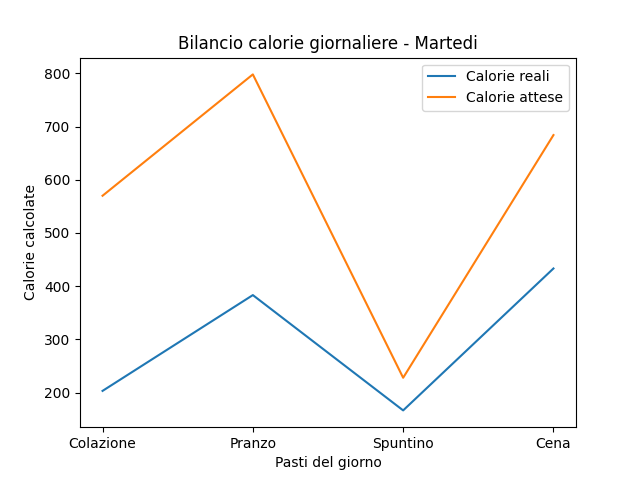 Bilancio calorie giornaliere - Martedi
Calorie reali
Calorie attese
Calorie calcolate
800
700
600
500
400
300
200
Colazione
Pranzo
Spuntino
Cena
Pasti del giorno